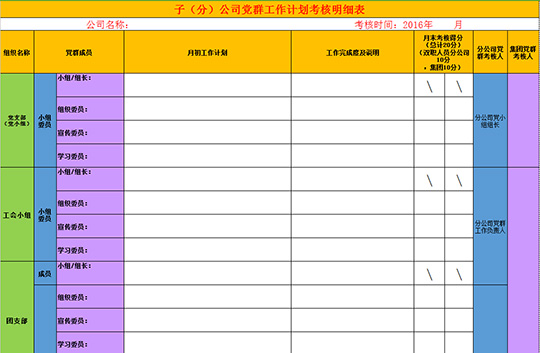 子（分）公司党群工作计划考核明细表
公司名称： 考核时间：2016年 月
组织名称 党群成员 月初工作计划 工作完成度及说明 月末考核得分 分公司党 集团党群
（总计20分） 群考核人 考核人
（双职人员分公司
10分
，集团10分）
小组/组长： \ \
组织委员：
党支部 小组 分公司党小
（党小组） 委员 组组长
宣传委员：
学习委员：
小组/组长： \ \
组织委员：
工会小组 小组 分公司党群
委员 工作负责人
宣传委员：
学习委员：
成员 小组/组长： \ \
组织委员：
团支部
宣传委员：
学习委员：